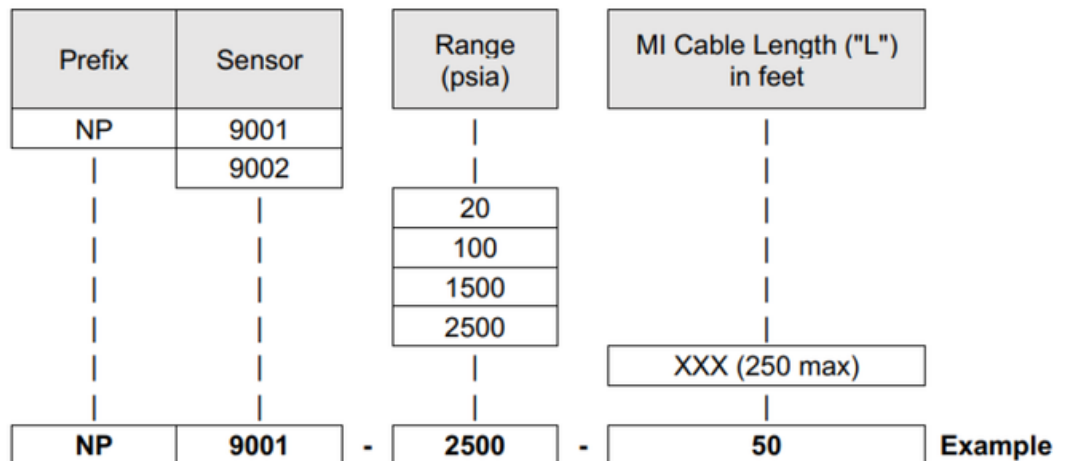 Prefix Sensor Range (psia) MI Cable Length ("L") in feet
NP 9001
9002
20
100
1500
2500
XXX (250 max)
NP 9001 - 2500 - 50 Example